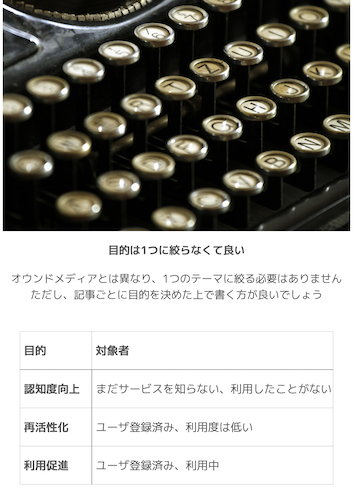 目的は1つに絞らなくて良い
オウンドメディアとは異なり、1つのテーマに絞る必要はありません
ただし、記事ごとに目的を決めた上で書く方が良いでしょう
目的 対象者
認知度向上 まだサービスを知らない、利用したことがない
再活性化 ユーザ登録済み、利用度は低い
利用促進 ユーザ登録済み、利用中